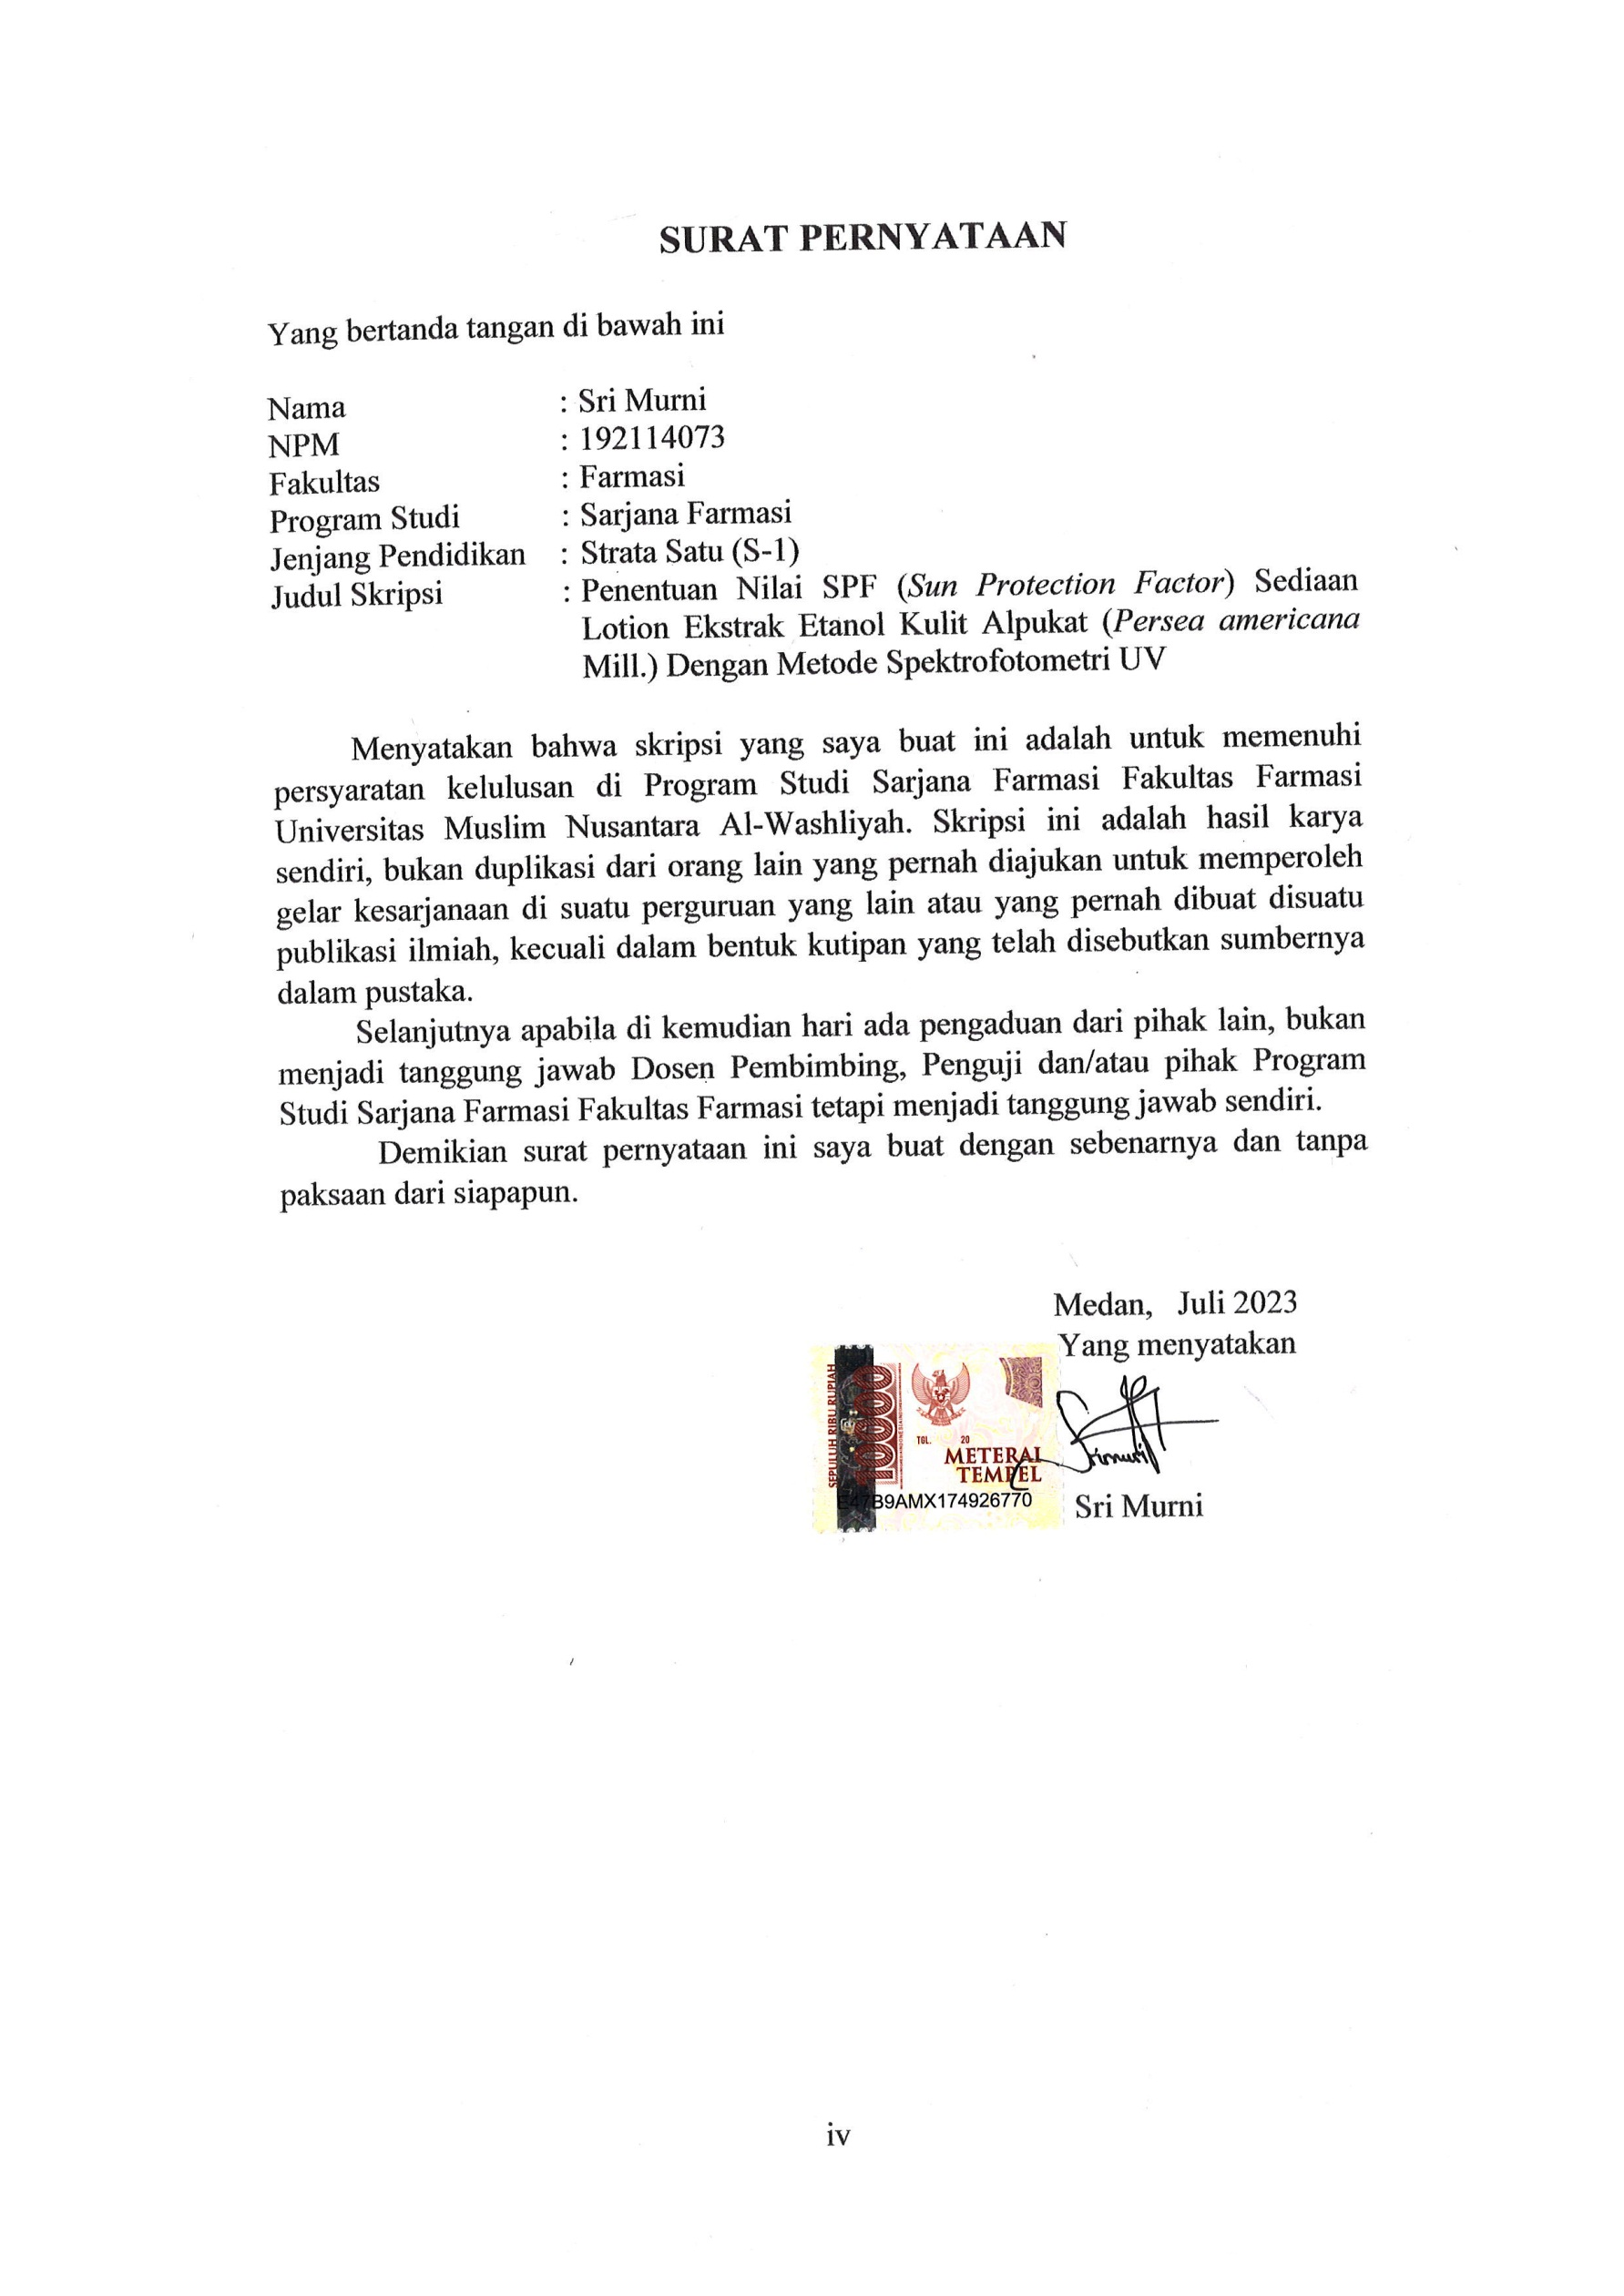 SURAT PERNYATAAN
Yang bertanda tangan di bawah ini
Nama : Sri Murni
NPM : 192114073
Fakultas : Farmasi
Program Studi : Sarjana Farmasi
Jenjang Pendidikan : Strata Satu (S-1)
Judul Skripsi : Penentuan Nilai SPF (Sun Protection Factor) Sediaan
Lotion Ekstrak Etanol Kulit Alpukat (Persea americana
Mill.) Dengan Metode Spektrofotometri UV
Menyatakan bahwa skripsi yang saya buat ini adalah untuk memenuhi
persyaratan kelulusan di Program Studi Sarjana Farmasi Fakultas Farmasi
Universitas Muslim Nusantara Al-Washliyah. Skripsi ini adalah hasil karya
sendiri, bukan duplikasi dari orang lain yang pernah diajukan untuk memperoleh
gelar kesarjanaan di suatu perguruan yang lain atau yang pernah dibuat disuatu
publikasi ilmiah, kecuali dalam bentuk kutipan yang telah disebutkan sumbernya
dalam pustaka.
Selanjutnya apabila di kemudian hari ada pengaduan dari pihak lain, bukan
menjadi tanggung jawab Dosen Pembimbing, Penguji dan/atau pihak Program
Studi Sarjana Farmasi Fakultas Farmasi tetapi menjadi tanggung jawab sendiri.
Demikian surat pernyataan ini saya buat dengan sebenarnya dan tanpa
paksaan dari siapapun.
Medan, Juli 2023
Yang menyatakan
SEPULUH RIBU RUPIAH
10000
TGL. 20
METERAI
TEMPEL
E47B9AMX174926770
Srimurni
Sri Murni
iv